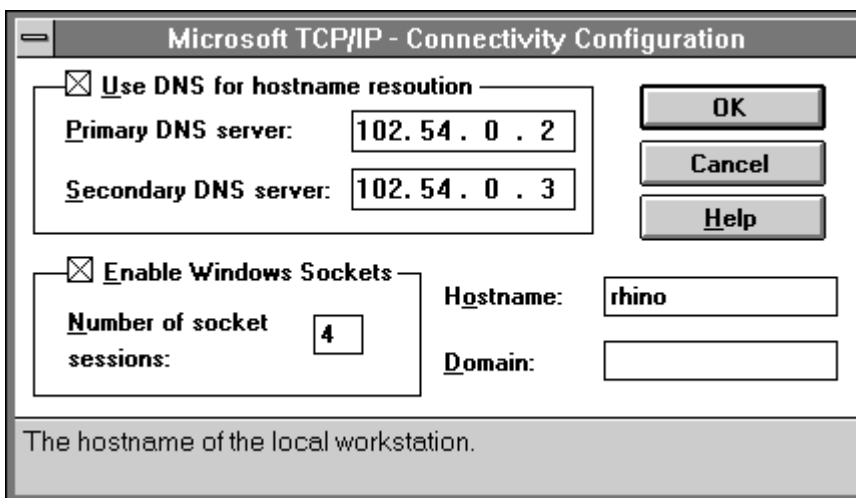 Microsoft TCP/IP - Connectivity Configuration
Use DNS for hostname resoution
Primary DNS server: 102.54.0.2
Secondary DNS server: 102.54.0.3
OK
Cancel
Help
Enable Windows Sockets
Number of socket
sessions: 4
Hostname: rhino
Domain:
The hostname of the local workstation.